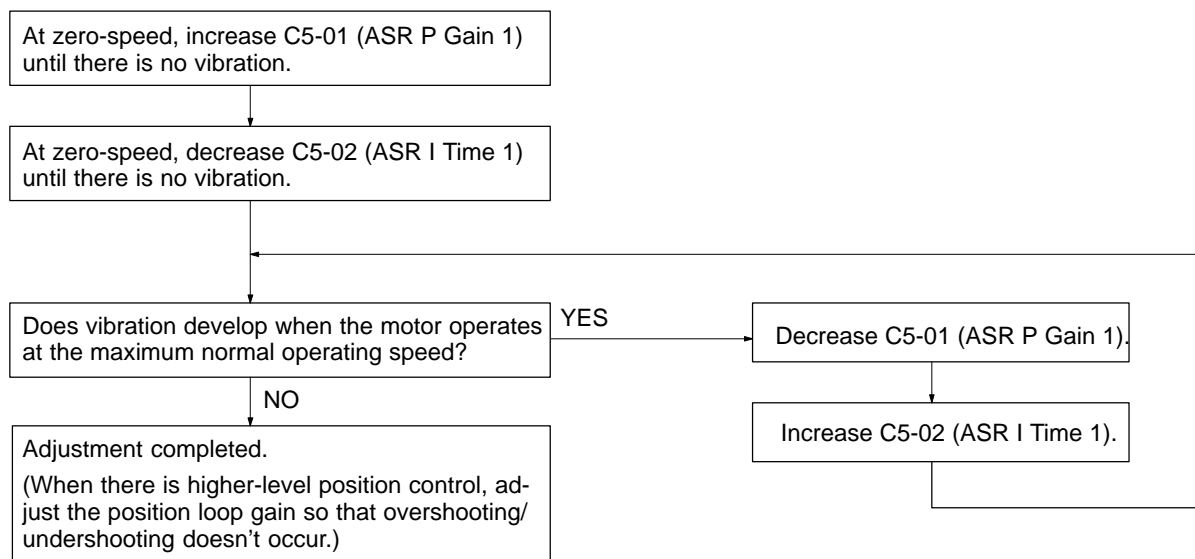 At zero-speed, increase C5-01 (ASR P Gain 1)
until there is no vibration.
At zero-speed, decrease C5-02 (ASR I Time 1)
until there is no vibration.
Does vibration develop when the motor operates
at the maximum normal operating speed?
YES
Decrease C5-01 (ASR P Gain 1).
Increase C5-02 (ASR I Time 1).
NO
Adjustment completed.
(When there is higher-level position control, ad-
just the position loop gain so that overshooting/
undershooting doesn't occur.)